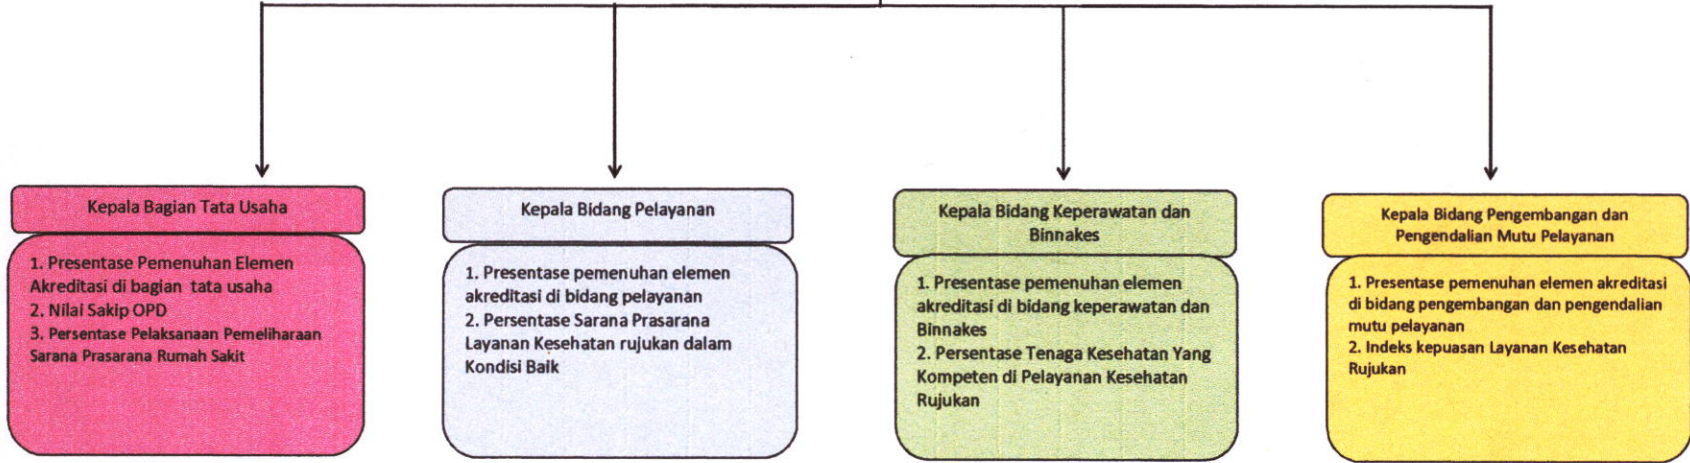 Kepala Bagian Tata Usaha
1. Presentase Pemenuhan Elemen
Akreditasi di bagian tata usaha
2. Nilai Sakip OPD
3. Persentase Pelaksanaan Pemeliharaan
Sarana Prasarana Rumah Sakit
Kepala Bidang Pelayanan
1. Presentase pemenuhan elemen
akreditasi di bidang pelayanan
2. Persentase Sarana Prasarana
Layanan Kesehatan rujukan dalam
Kondisi Baik
Kepala Bidang Keperawatan dan
Binnakes
1. Presentase pemenuhan elemen
akreditasi di bidang keperawatan dan
Binnakes
2. Persentase Tenaga Kesehatan Yang
Kompeten di Pelayanan Kesehatan
Rujukan
Kepala Bidang Pengembangan dan
Pengendalian Mutu Pelayanan
1. Presentase pemenuhan elemen akreditasi
di bidang pengembangan dan pengendalian
mutu pelayanan
2. Indeks kepuasan Layanan Kesehatan
Rujukan